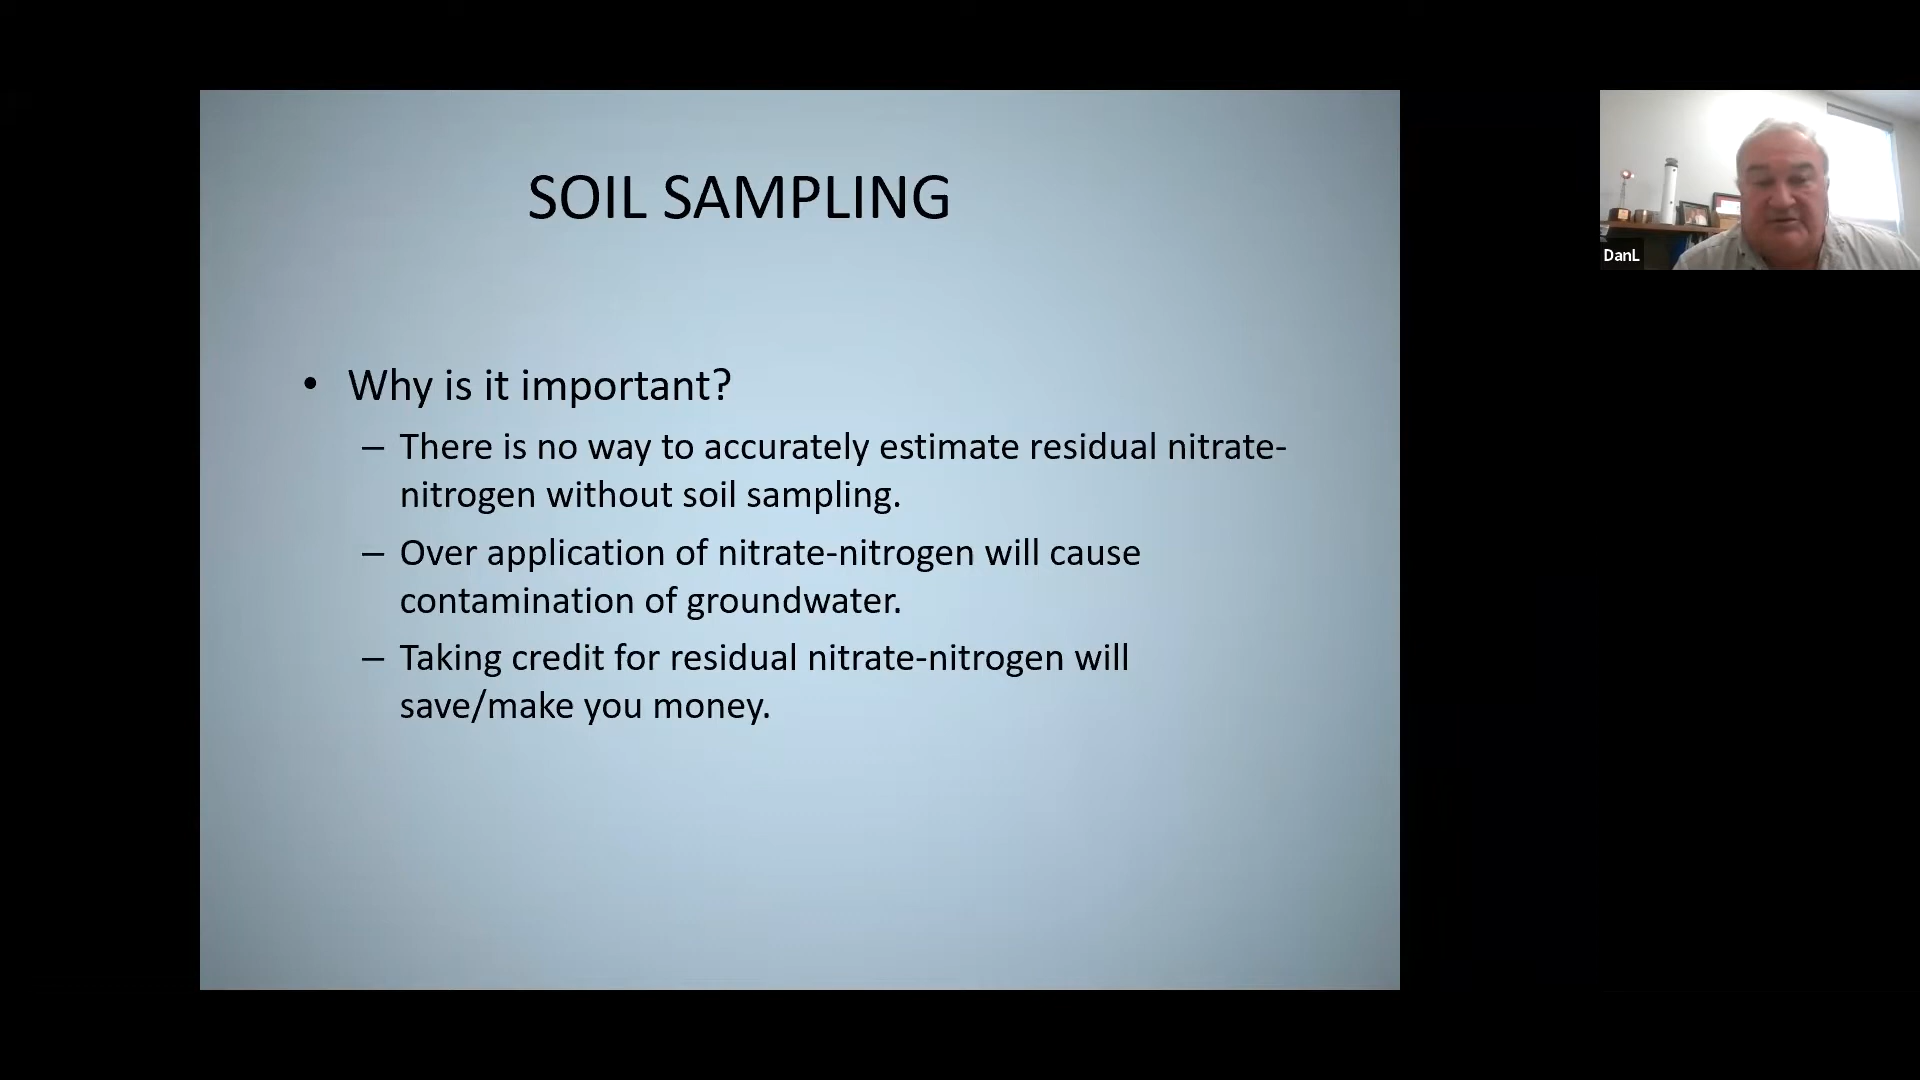 SOIL SAMPLING
• Why is it important?
– There is no way to accurately estimate residual nitrate-
nitrogen without soil sampling.
– Over application of nitrate-nitrogen will cause
contamination of groundwater.
– Taking credit for residual nitrate-nitrogen will
save/make you money.
DanL